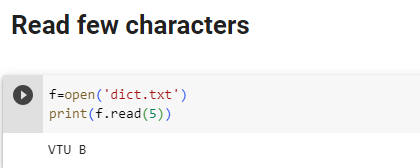 Read few characters
f=open('dict.txt')
print(f.read(5))
VTU B